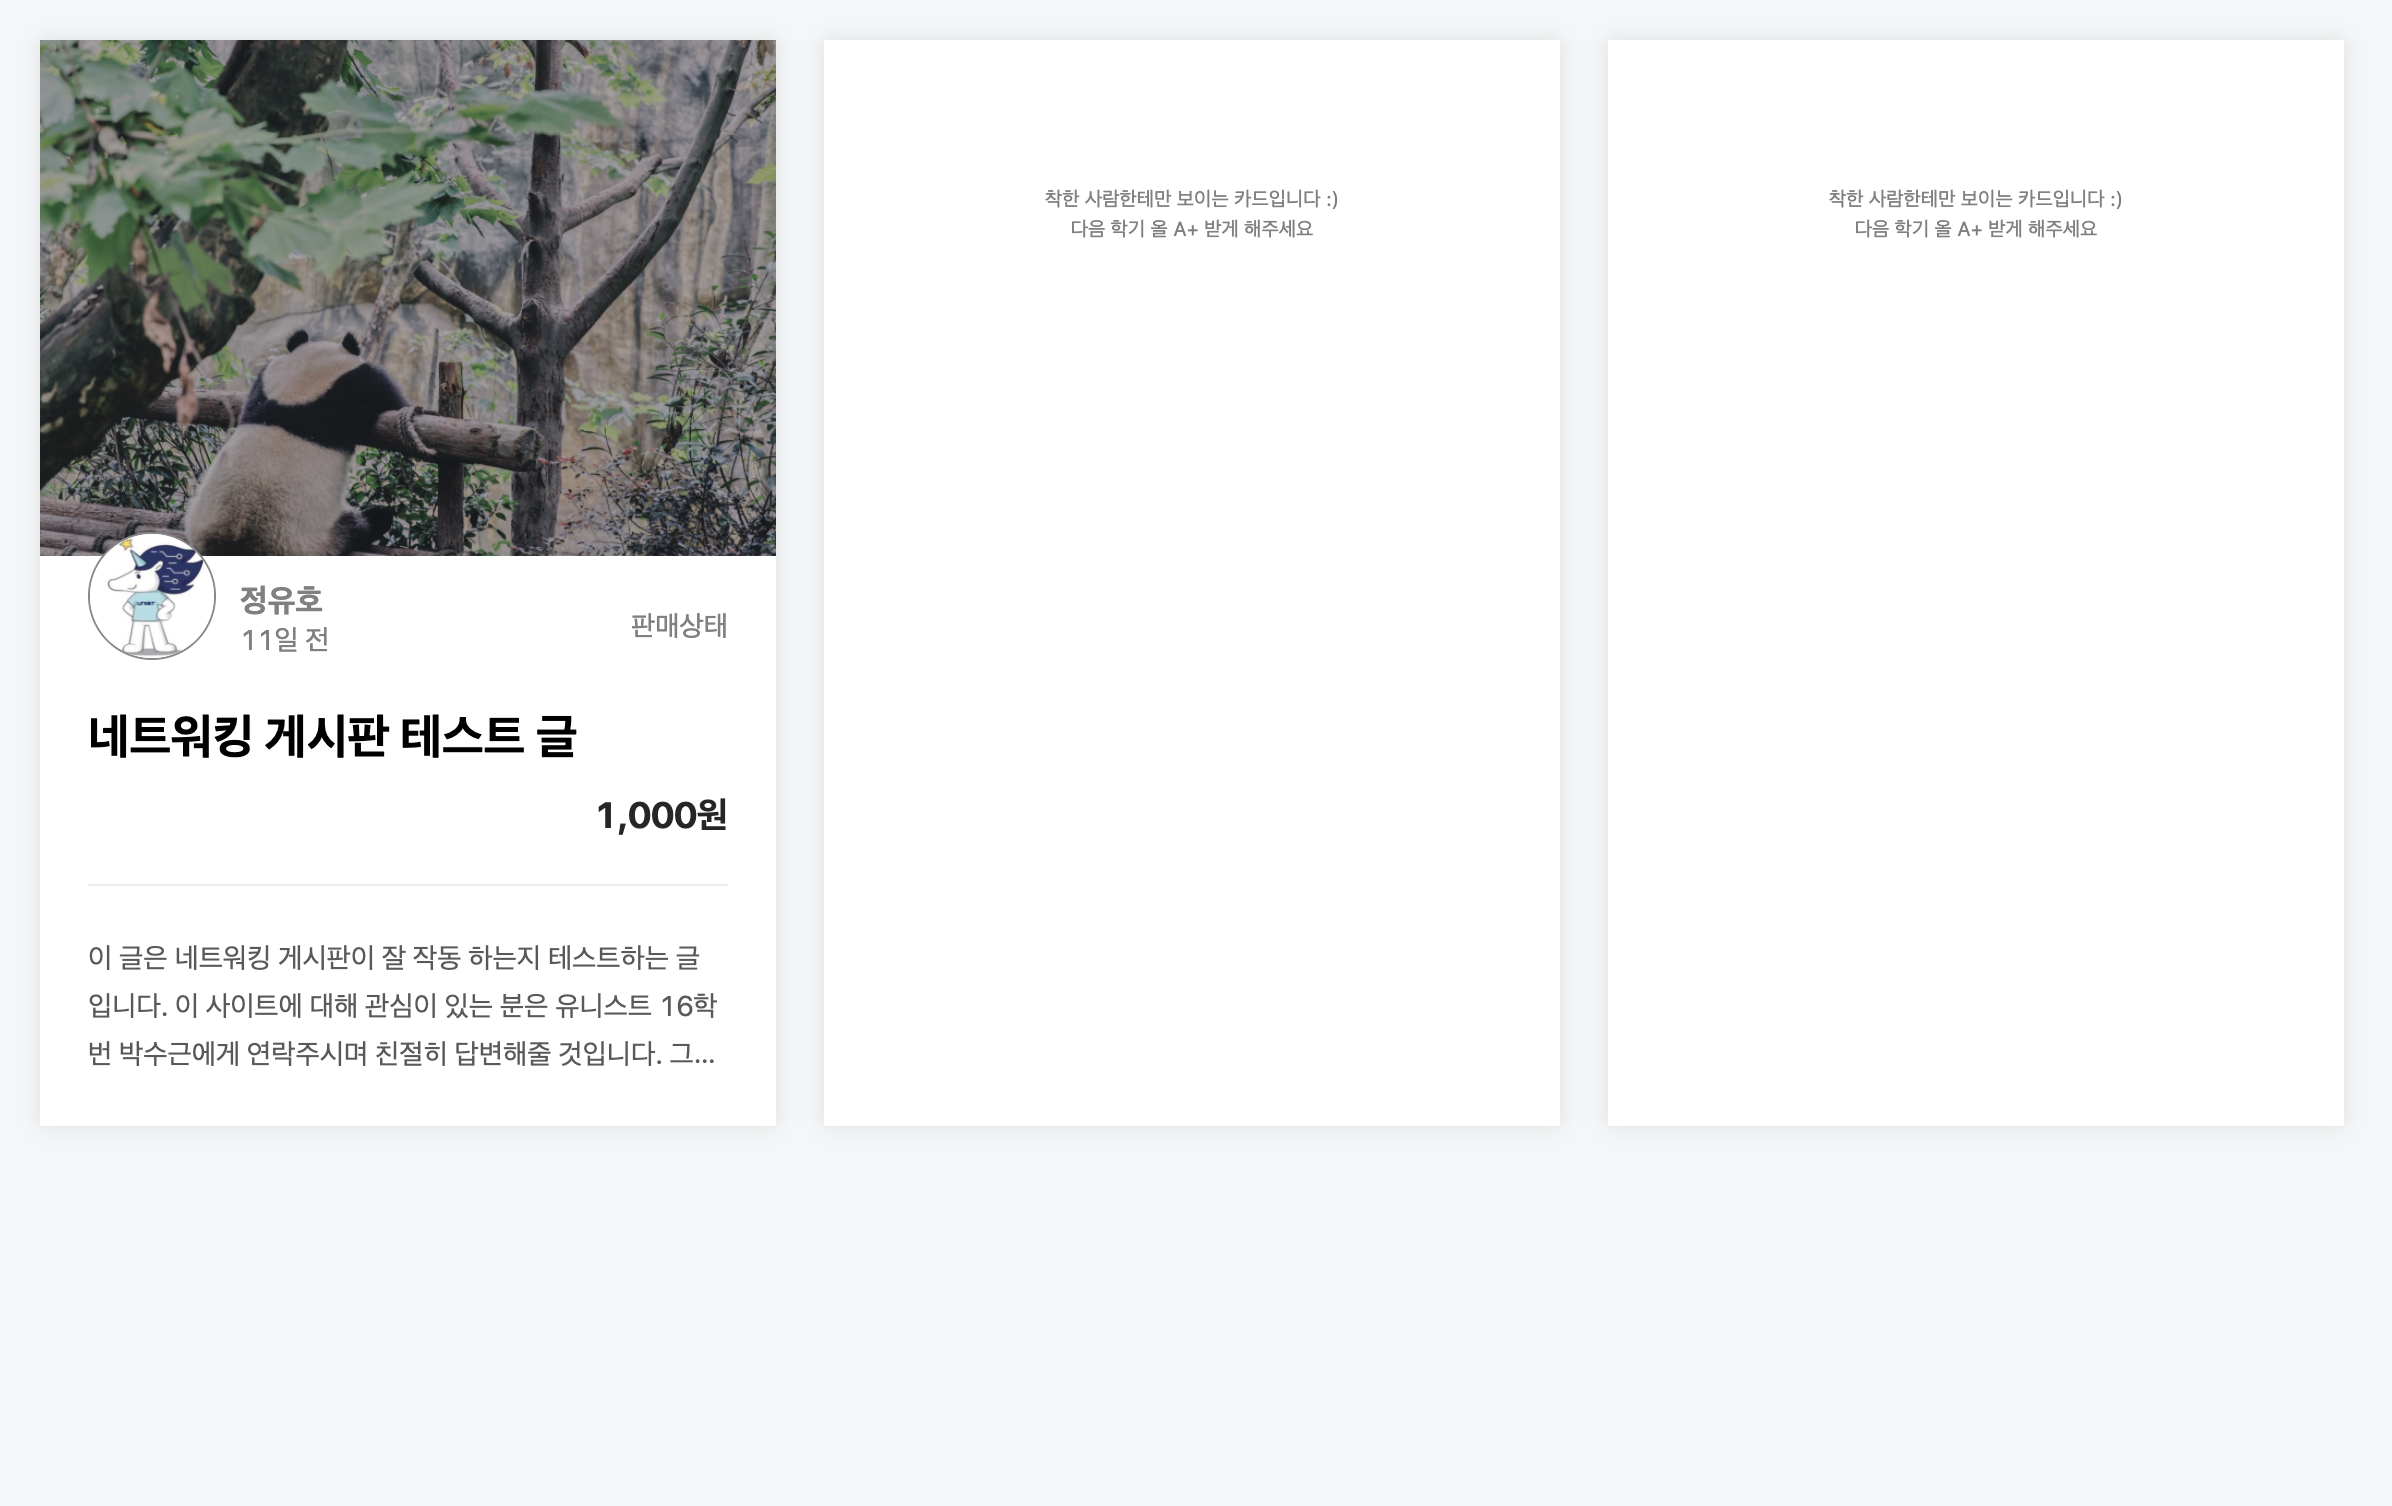 정유호
11일 전
판매상태
네트워킹 게시판 테스트 글
1,000원
이 글은 네트워킹 게시판이 잘 작동 하는지 테스트하는 글
입니다. 이 사이트에 대해 관심이 있는 분은 유니스트 16학
번 박수근에게 연락주시며 친절히 답변해줄 것입니다. 그...
착한 사람한테만 보이는 카드입니다 :)
다음 학기 올 A+ 받게 해주세요
착한 사람한테만 보이는 카드입니다 :)
다음 학기 올 A+ 받게 해주세요